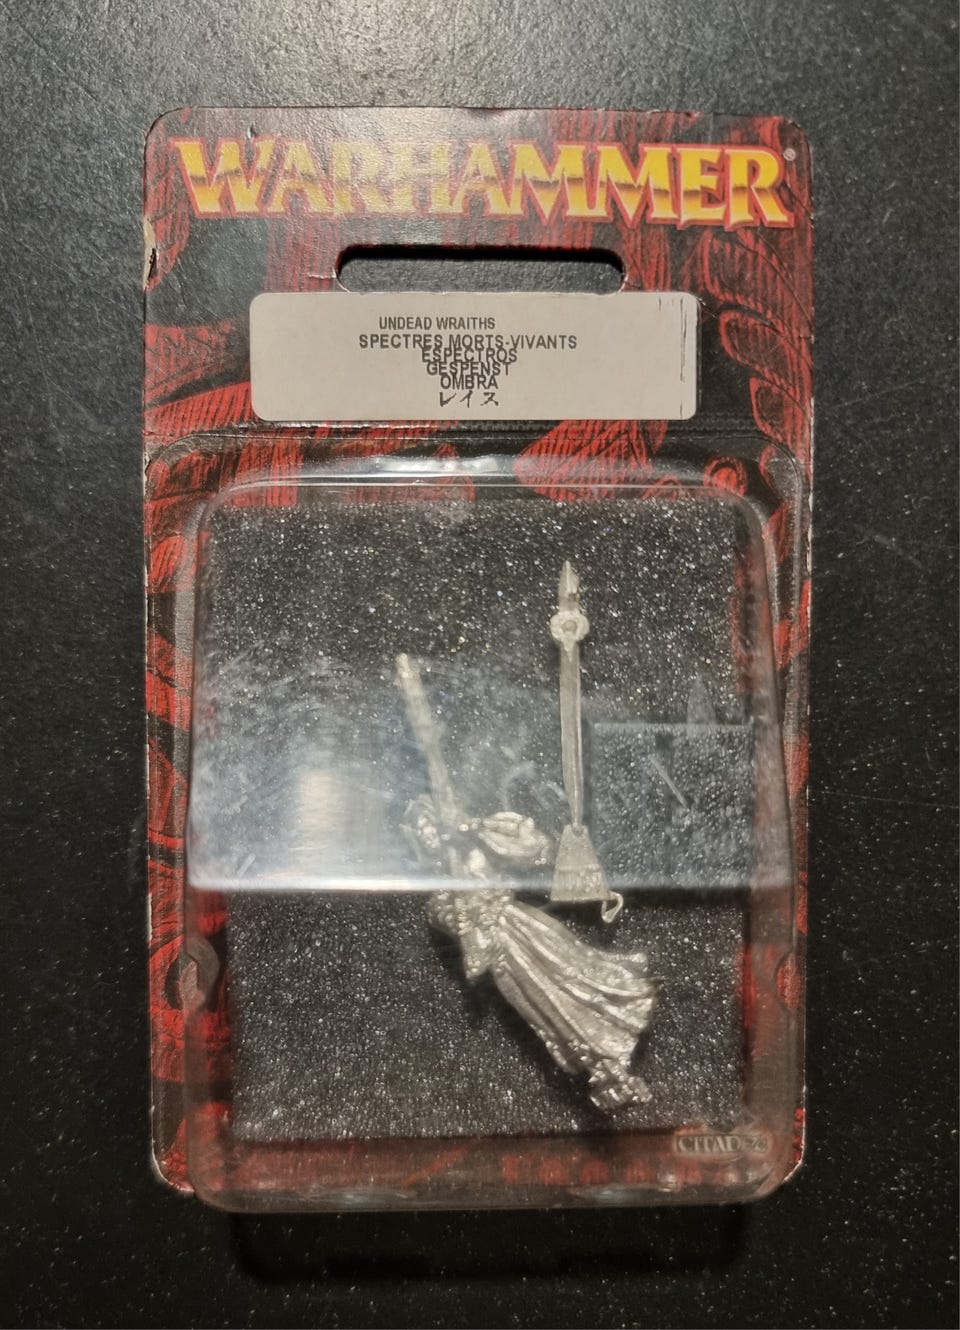 WARHAMMER®
UNDEAD WRAITHS
SPECTRES MORTS-VIVANTS
ESPECTROS
GESPENST
OMBRA
レイス